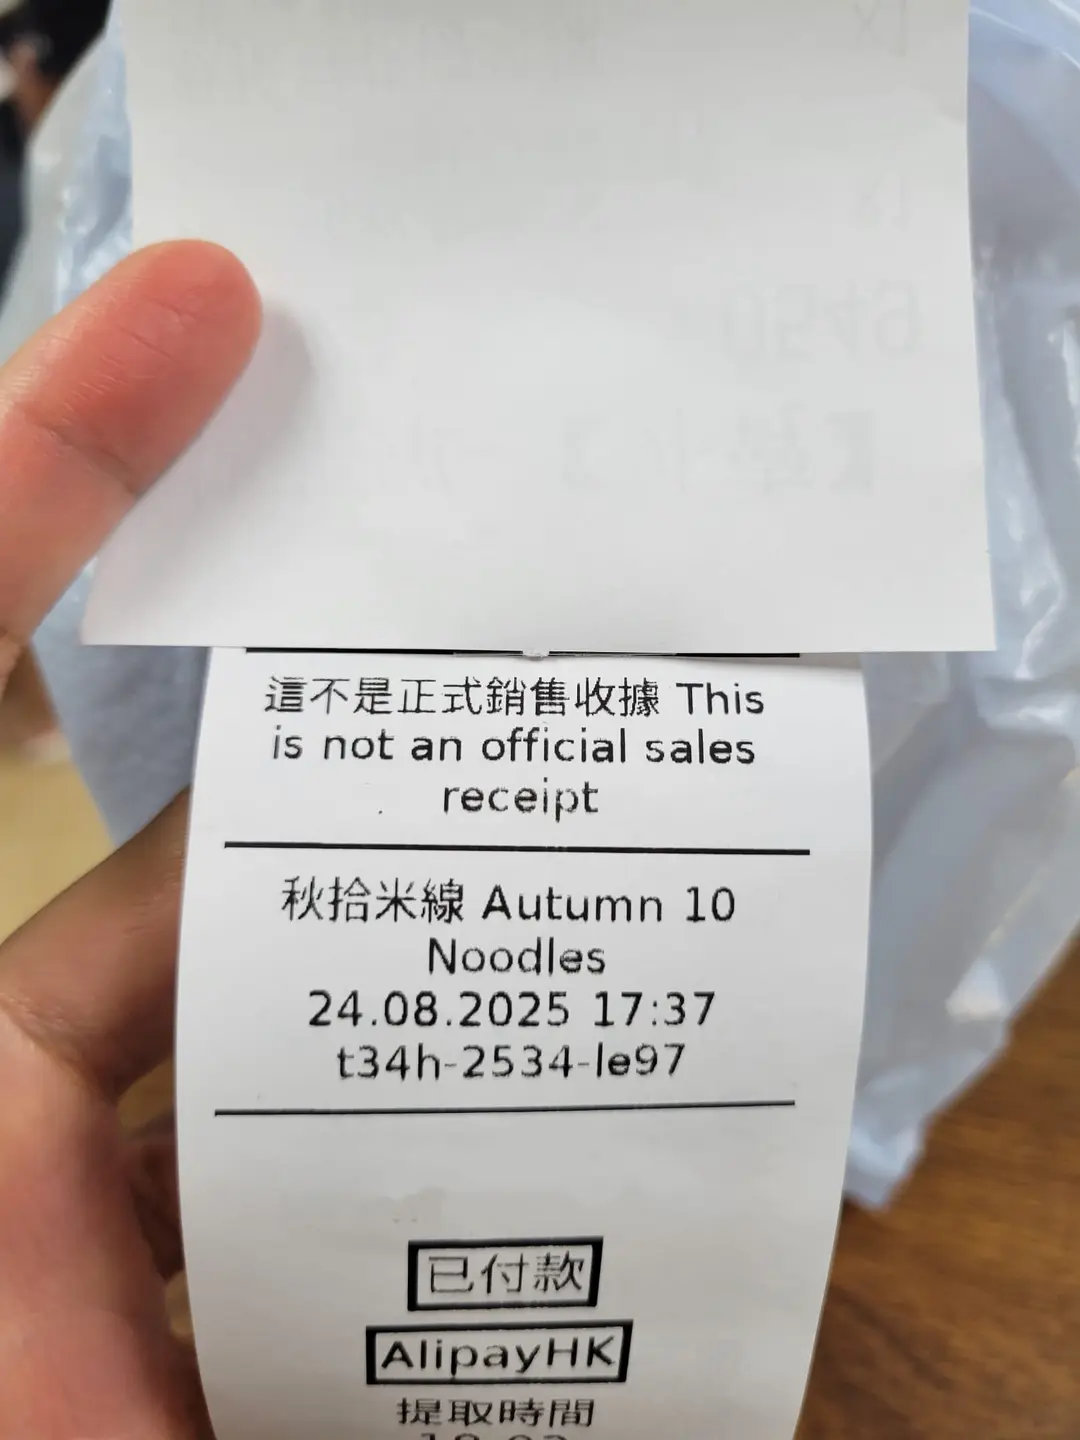 這不是正式銷售收據 This
is not an official sales
receipt
秋拾米線 Autumn 10
Noodles
24.08.2025 17:37
t34h-2534-le97
已付款
AlipayHK
提取時間